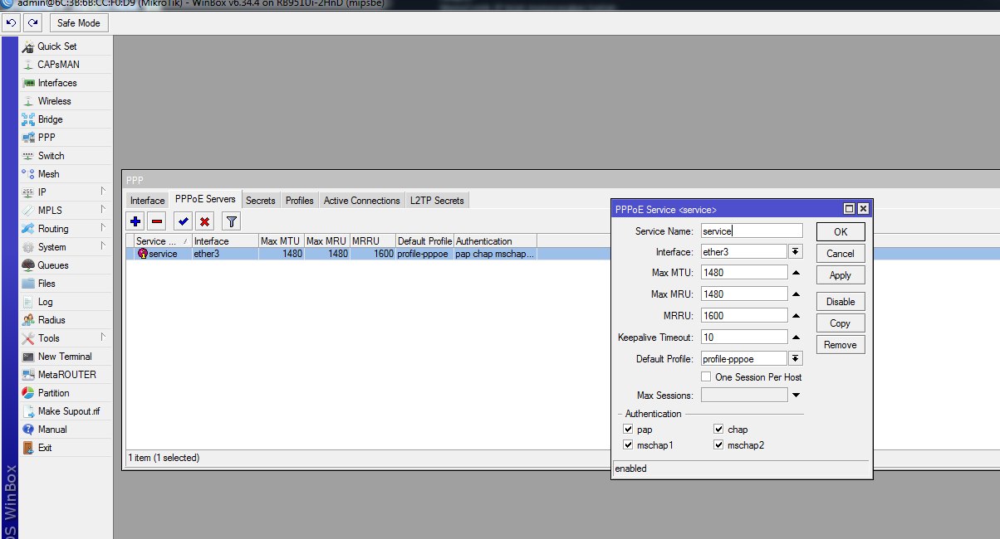 admin@6C:3B:6B:CC:F0:D9 (MikroTik) - WinBox v6.34.4 on RB951Ui-2HnD (mipsbe)
Safe Mode
Quick Set
CAPsMAN
Interfaces
Wireless
Bridge
PPP
Switch
Mesh
IP
MPLS
Routing
System
Queues
Files
Log
Radius
Tools
New Terminal
MetaROUTER
Partition
Make Supout.rif
Manual
Exit
OS WinBox
PPP
Interface PPPoE Servers Secrets Profiles Active Connections L2TP Secrets
Service ... Interface Max MTU Max MRU MRRU Default Profile Authentication
service ether3 1480 1480 1600 profile-pppoe pap chap mschap...
1 item (1 selected)
PPPoE Service <service>
Service Name: service OK
Interface: ether3 Cancel
Max MTU: 1480 Apply
Max MRU: 1480 Disable
MRRU: 1600 Copy
Keepalive Timeout: 10 Remove
Default Profile: profile-pppoe
One Session Per Host
Max Sessions:
Authentication
pap chap
mschap1 mschap2
enabled